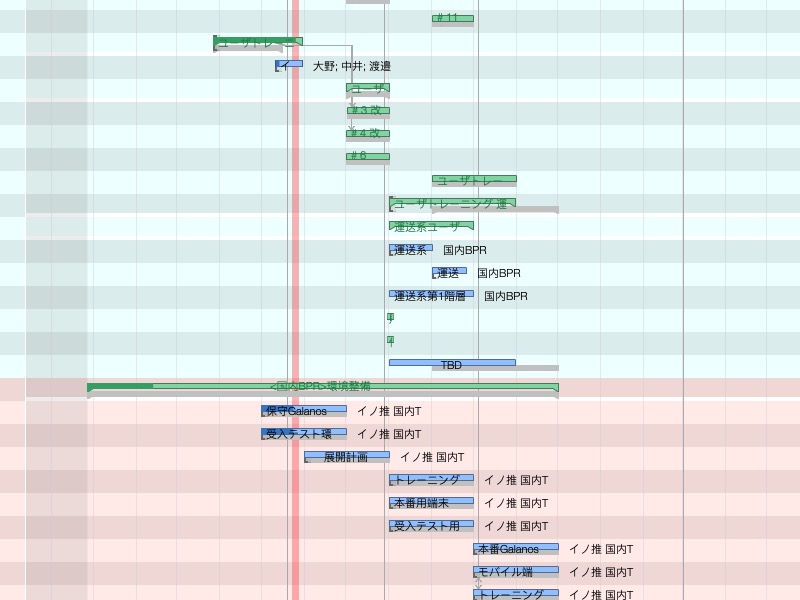 # 11
ユーザトレーニ
イ 大野; 中井; 渡邉
ユーザ
# 3 改
# 4 改
# 6
ユーザトレー
ユーザトレーニング 運
運送系ユーザ
運送系 国内BPR
運送 国内BPR
運送系第1階層 国内BPR
TBD
<国内BPR>環境整備
保守Galanos イノ推 国内T
受入テスト環 イノ推 国内T
展開計画 イノ推 国内T
トレーニング イノ推 国内T
本番用端末 イノ推 国内T
受入テスト用 イノ推 国内T
本番Galanos イノ推 国内T
モバイル端 イノ推 国内T
トレーニング イノ推 国内T